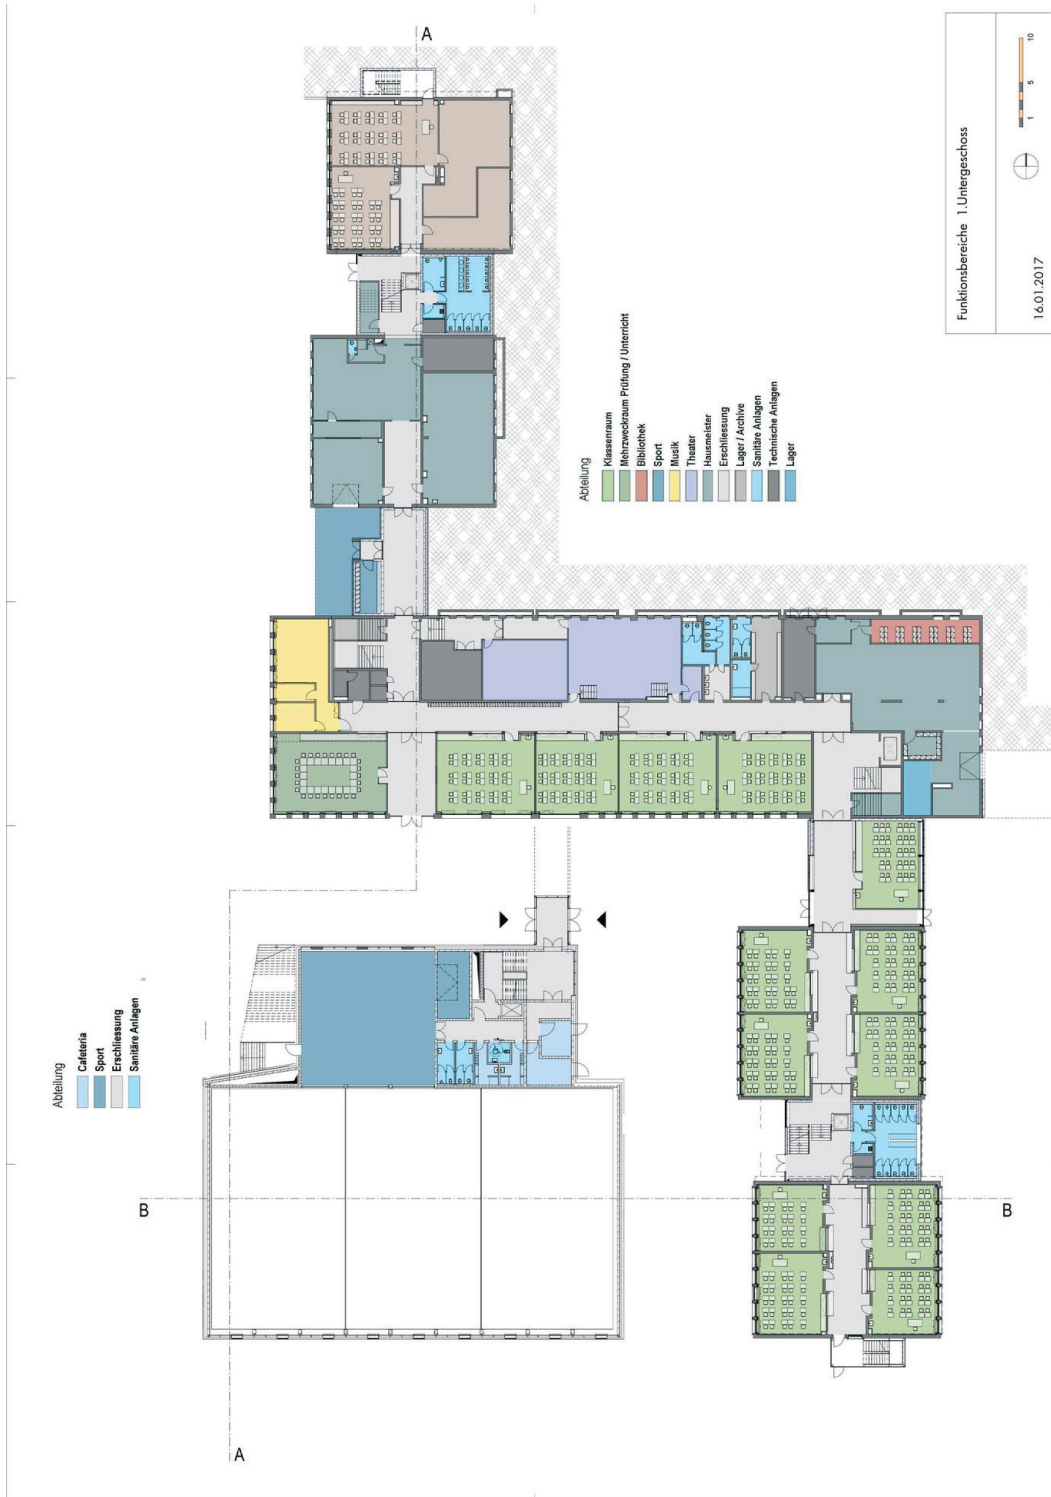 A
Funktionsbereiche 1.Untergeschoss
16.01.2017
1
5
10
Abteilung
Klassenraum
Mehrzweckraum Prüfung / Unterricht
Bibliothek
Sport
Musik
Theater
Hausmeister
Erschliessung
Lager / Archive
Sanitäre Anlagen
Technische Anlagen
Lager
Abteilung
Cafeteria
Sport
Erschliessung
Sanitäre Anlagen
B
B
A